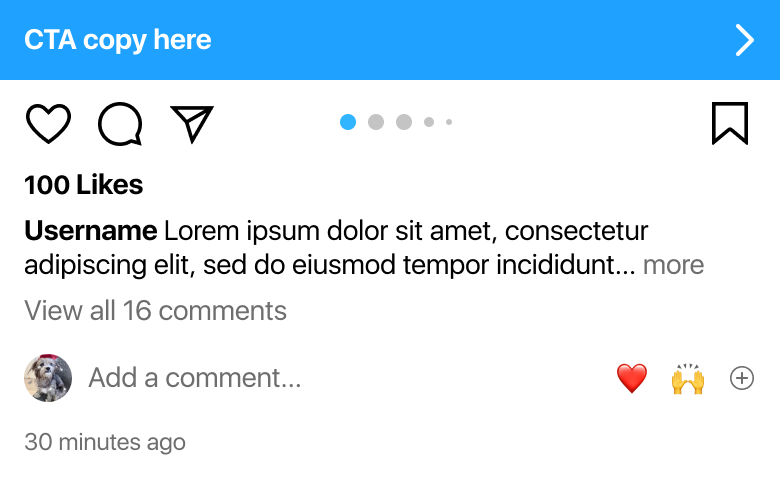 CTA copy here
100 Likes
Username Lorem ipsum dolor sit amet, consectetur
adipiscing elit, sed do eiusmod tempor incididunt... more
View all 16 comments
Add a comment...
30 minutes ago